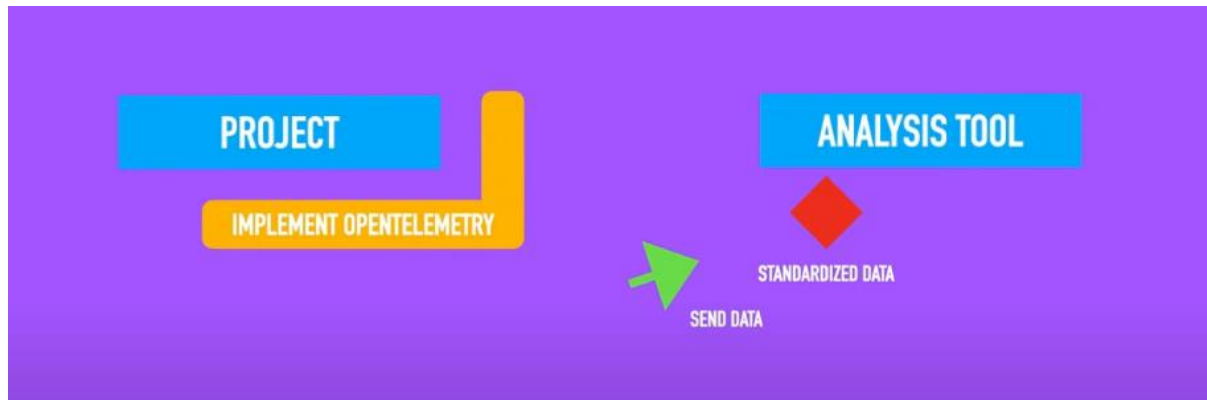 PROJECT
ANALYSIS TOOL
IMPLEMENT OPENTELEMETRY
STANDARDIZED DATA
SEND DATA